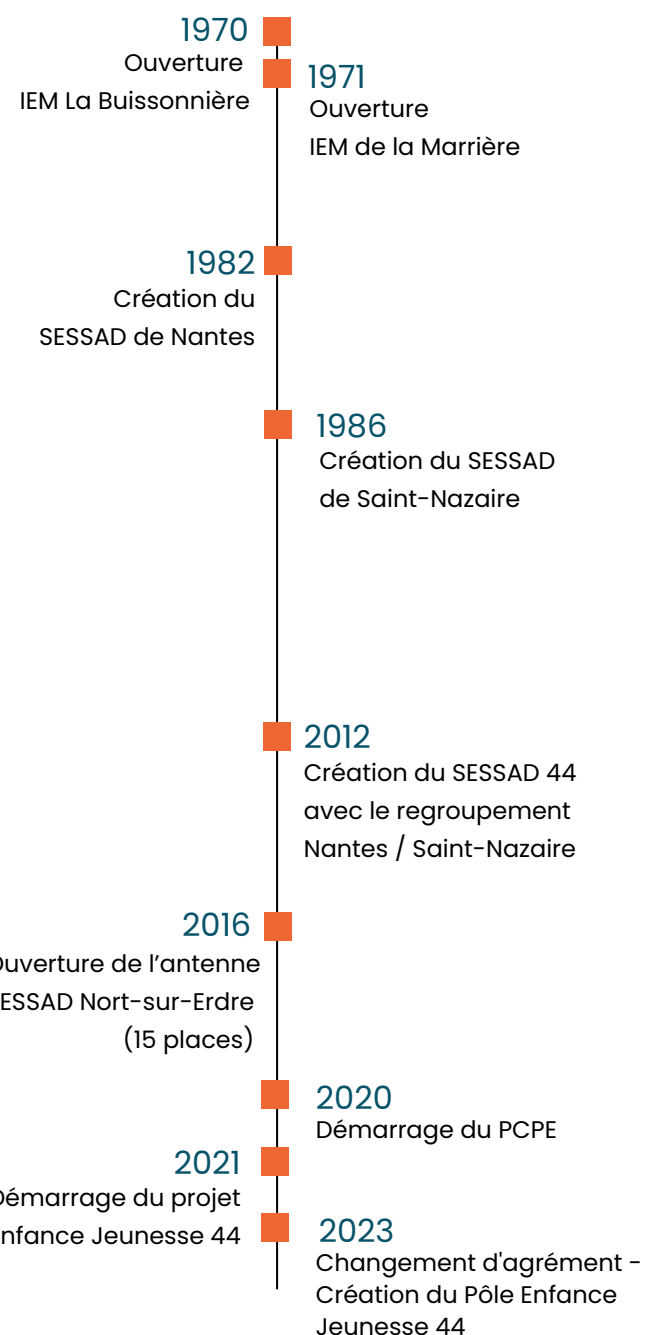 1970
Ouverture
IEM La Buissonnière
1971
Ouverture
IEM de la Marrière
1982
Création du
SESSAD de Nantes
1986
Création du SESSAD
de Saint-Nazaire
2012
Création du SESSAD 44
avec le regroupement
Nantes / Saint-Nazaire
2016
Ouverture de l’antenne
ESSAD Nort-sur-Erdre
(15 places)
2020
Démarrage du PCPE
2021
Démarrage du projet
nfance Jeunesse 44
2023
Changement d'agrément -
Création du Pôle Enfance
Jeunesse 44